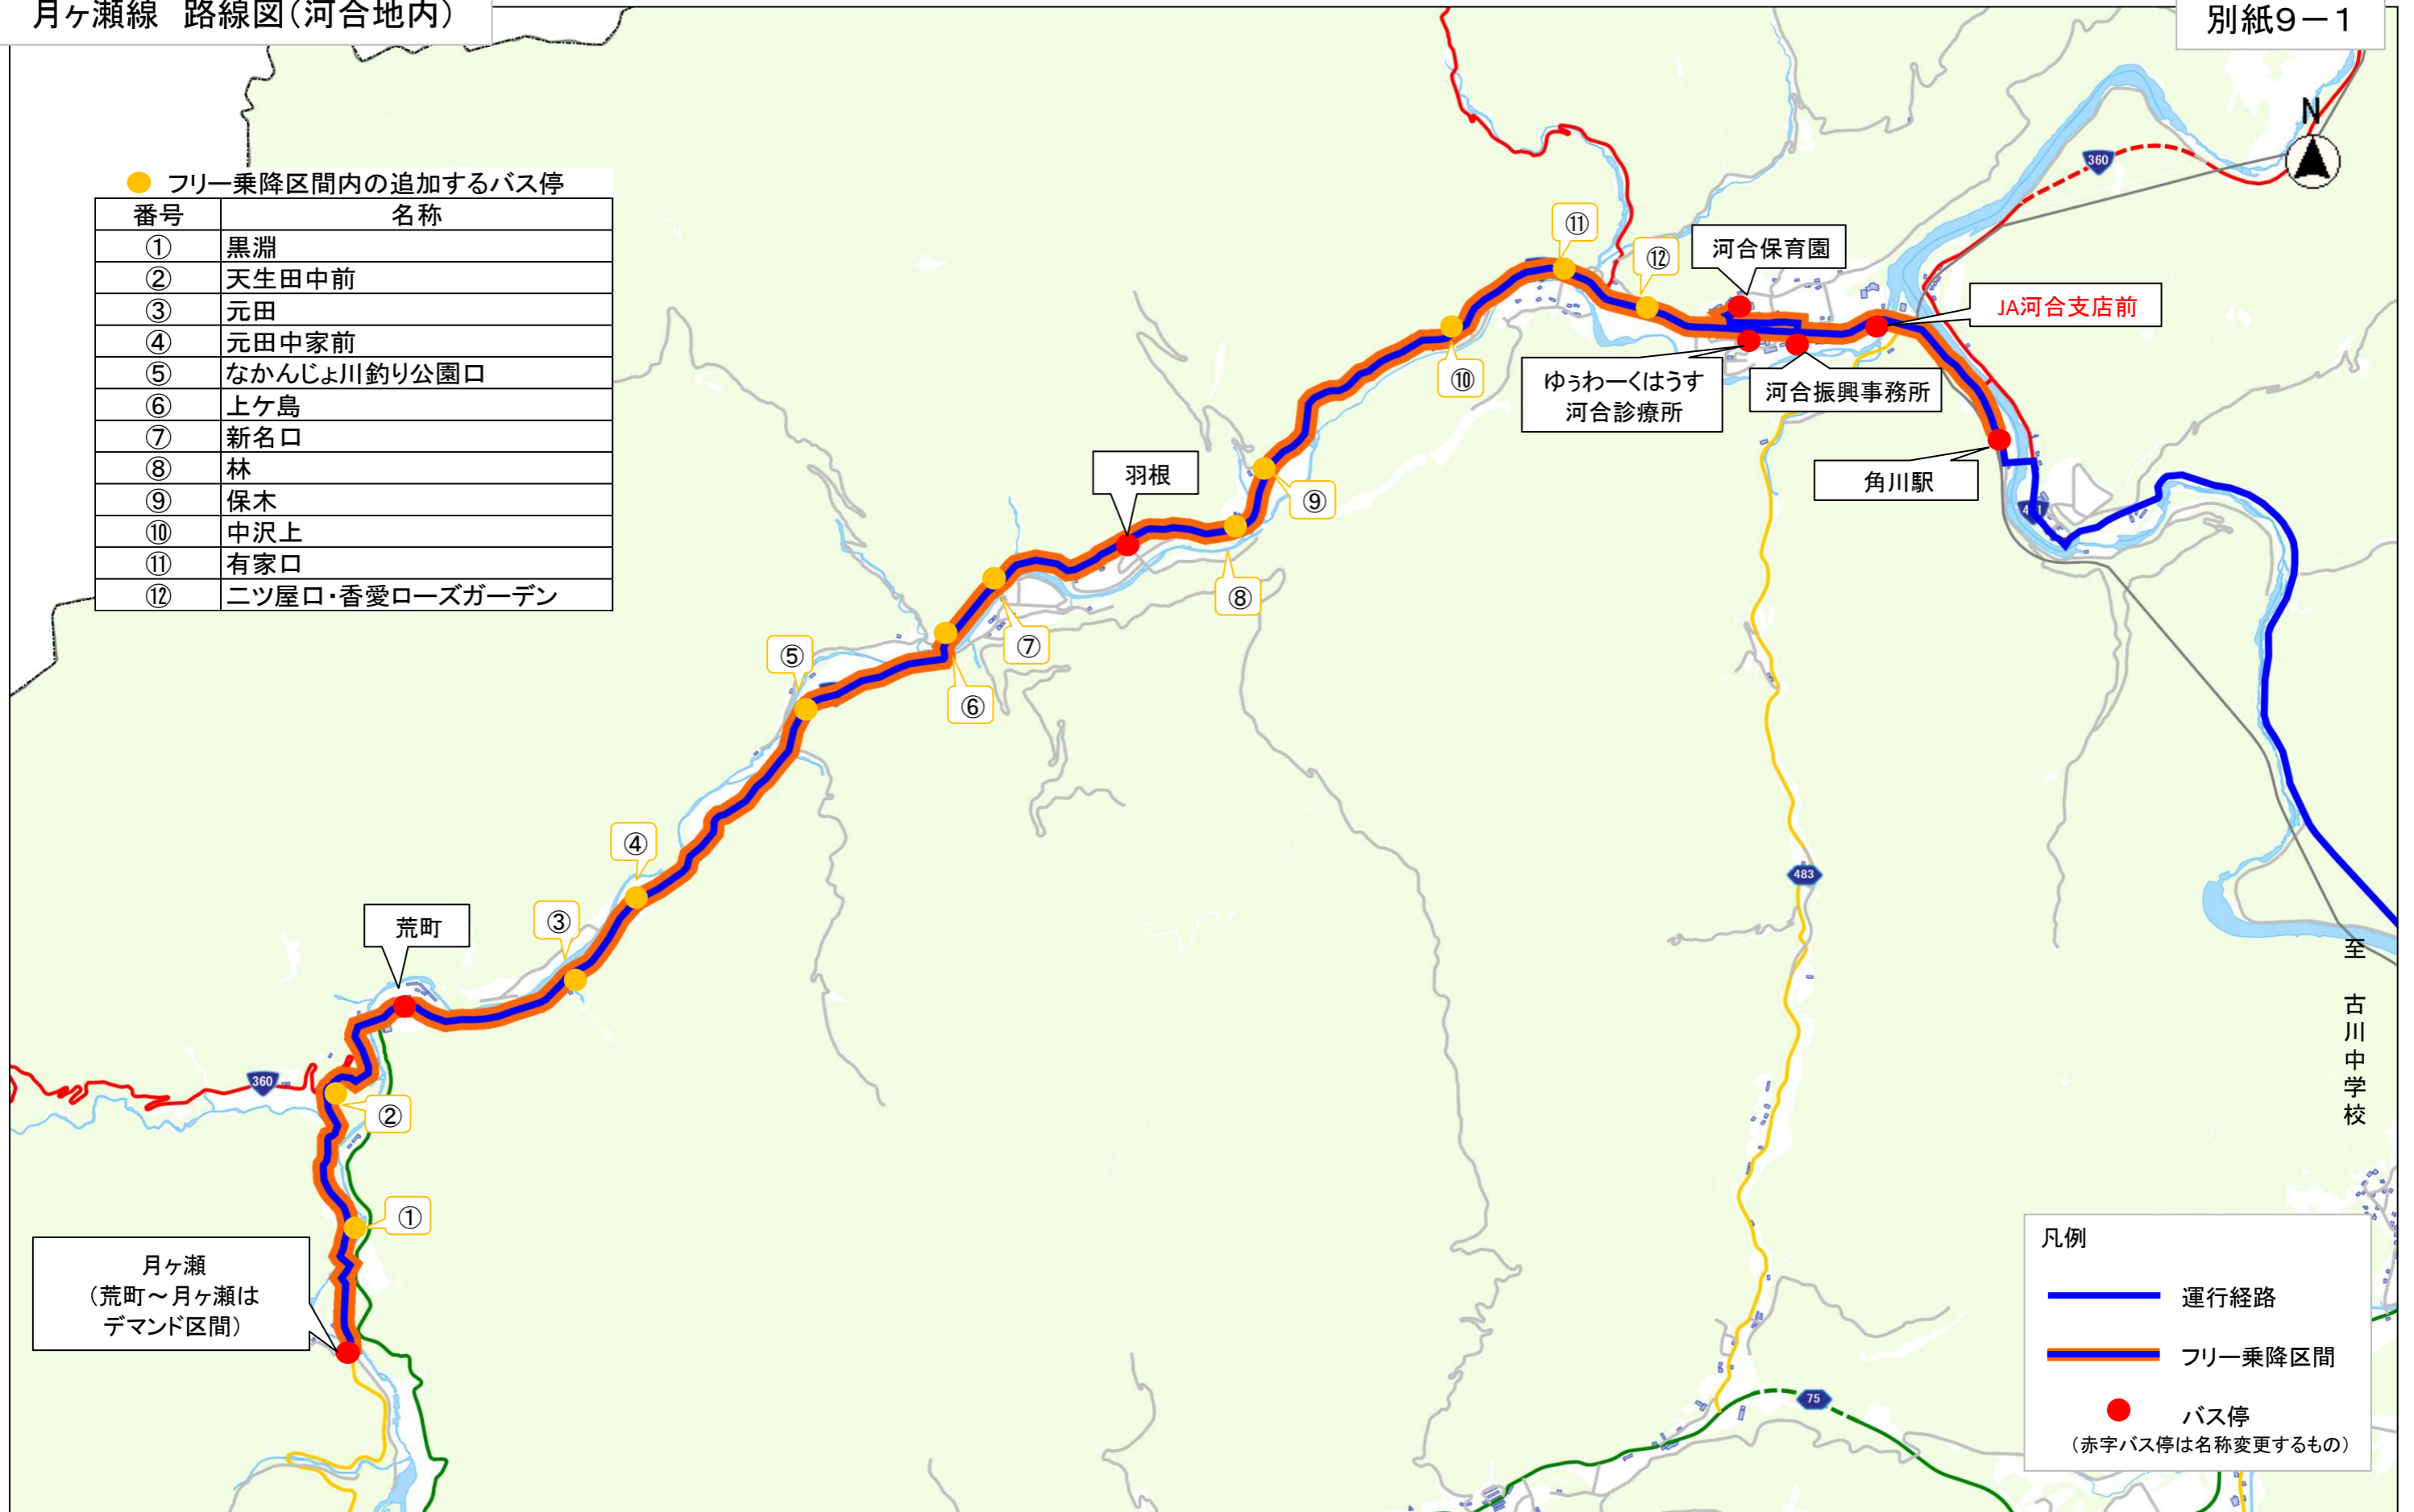 月ヶ瀬線　路線図（河合地内）
別紙９－１
N
フリー乗降区間内の追加するバス停
番号 名称
① 黒淵
② 天生田中前
③ 元田
④ 元田中家前
⑤ なかんじょ川釣り公園口
⑥ 上ケ島
⑦ 新名口
⑧ 林
⑨ 保木
⑩ 中沢上
⑪ 有家口
⑫ 二ツ屋口・香愛ローズガーデン
360
⑪
⑫
河合保育園
JA河合支店前
⑩
ゆぅわーくはうす
河合診療所
河合振興事務所
角川駅
羽根
⑨
⑧
⑦
⑤
⑥
④
483
③
荒町
至　古川中学校
360
②
①
月ヶ瀬
（荒町～月ヶ瀬は
デマンド区間）
75
凡例
運行経路
フリー乗降区間
バス停
（赤字バス停は名称変更するもの）